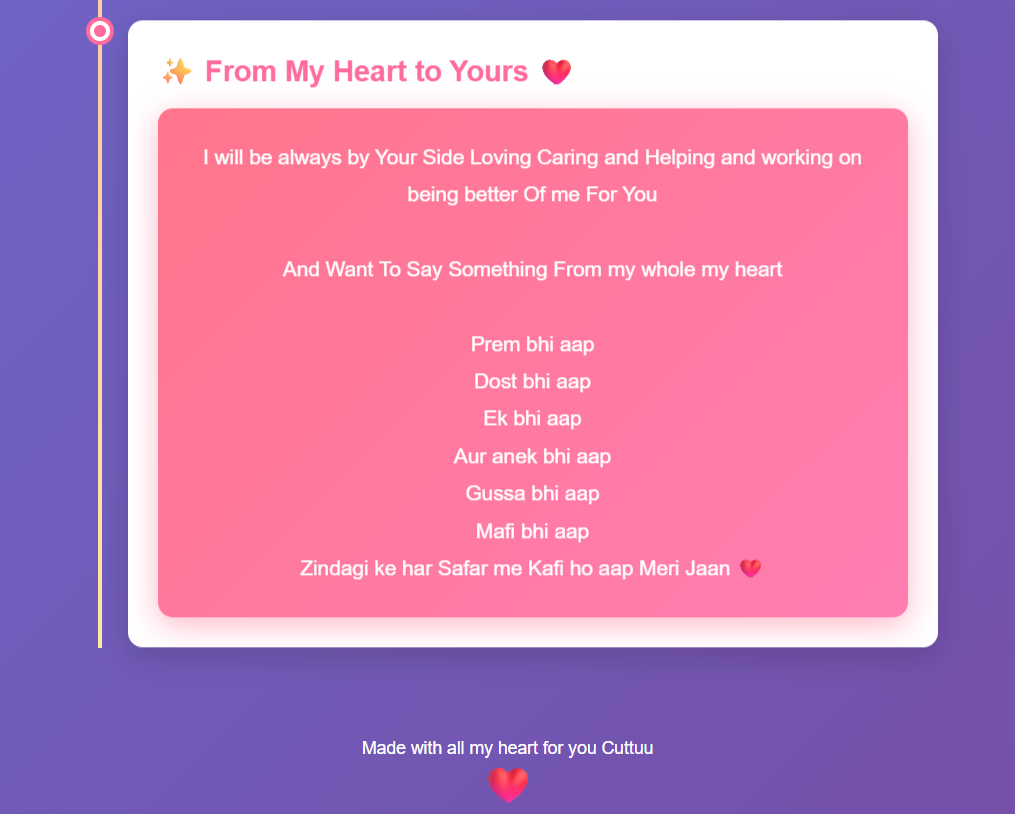 ✨ From My Heart to Yours ❤️
I will be always by Your Side Loving Caring and Helping and working on
being better Of me For You
And Want To Say Something From my whole my heart
Prem bhi aap
Dost bhi aap
Ek bhi aap
Aur anek bhi aap
Gussa bhi aap
Mafi bhi aap
Zindagi ke har Safar me Kafi ho aap Meri Jaan ❤️
Made with all my heart for you Cuttuu
❤️